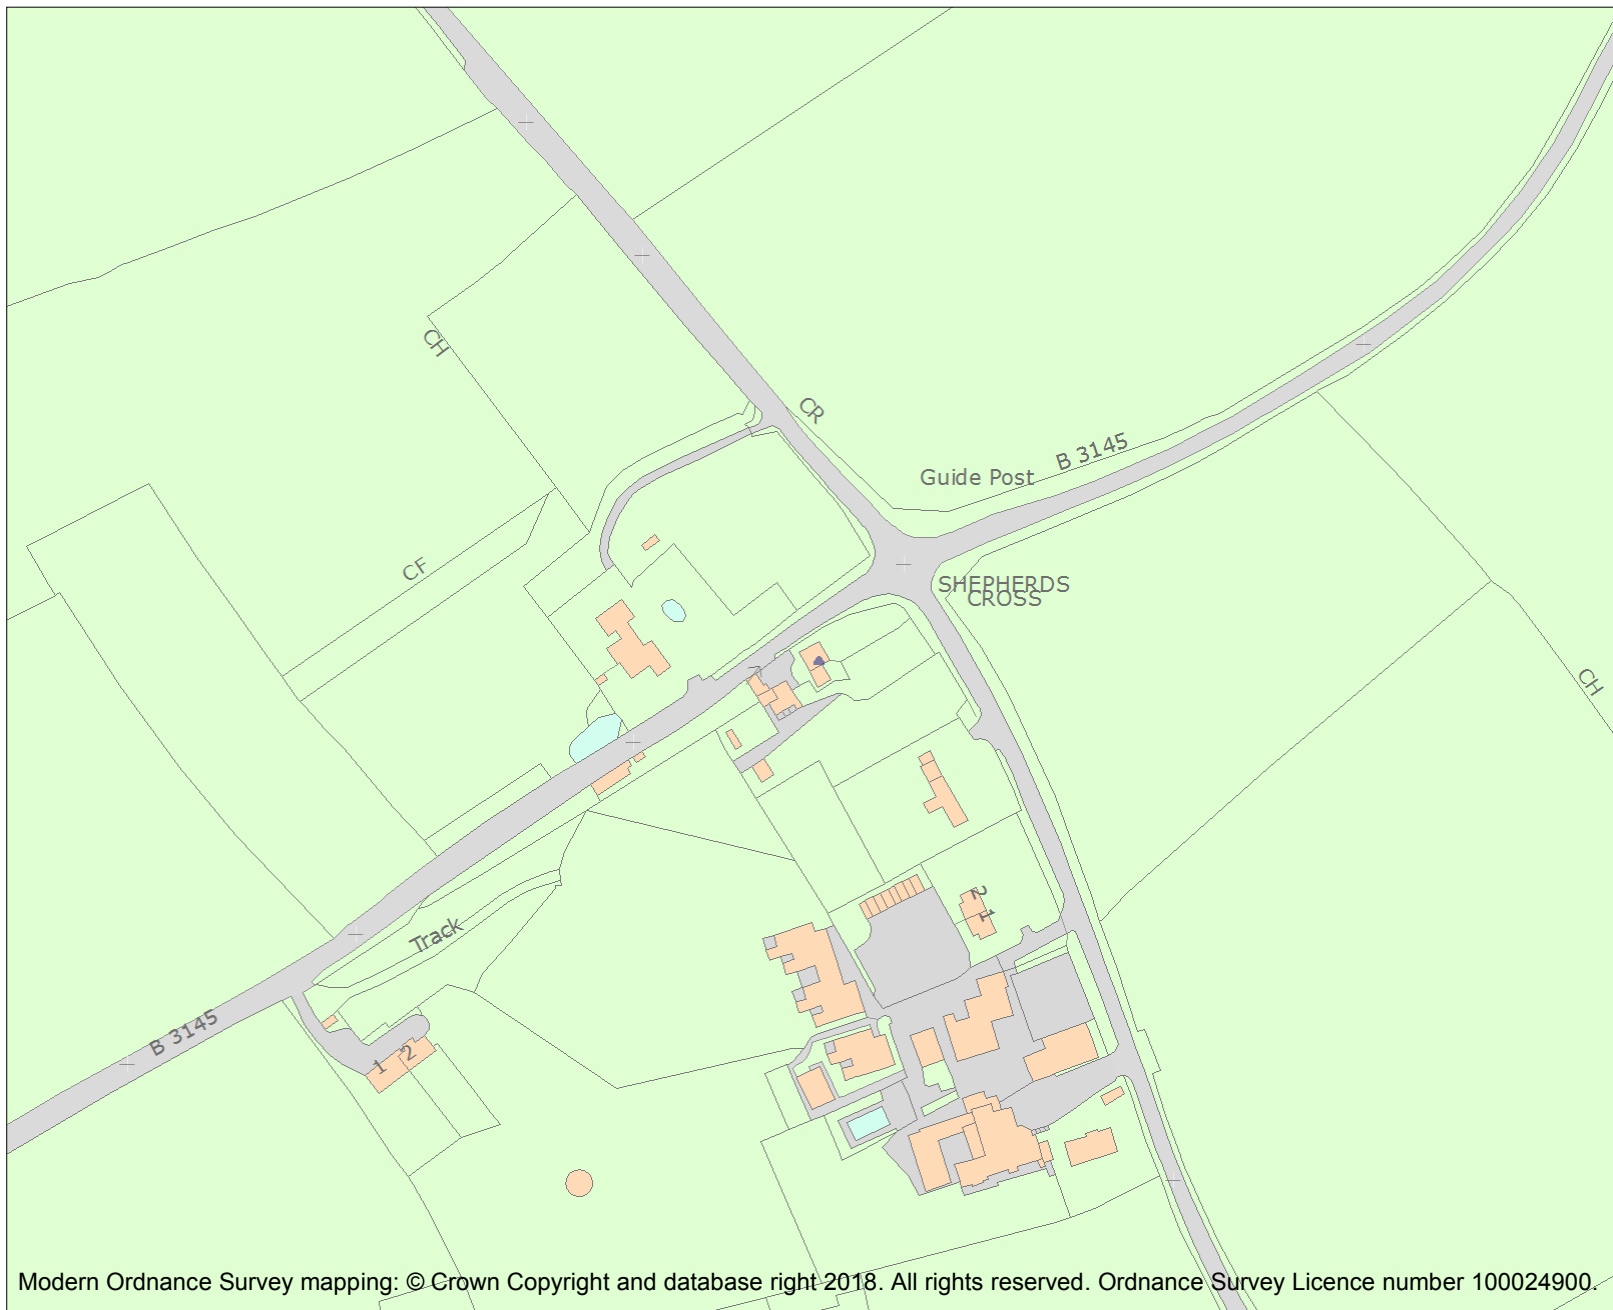 CH
CR
B 3145
Guide Post
CF
SHEPHERDS
CROSS
CH
2
1
Track
B 3145
1
2
Modern Ordnance Survey mapping: © Crown Copyright and database right 2018. All rights reserved. Ordnance Survey Licence number 100024900.